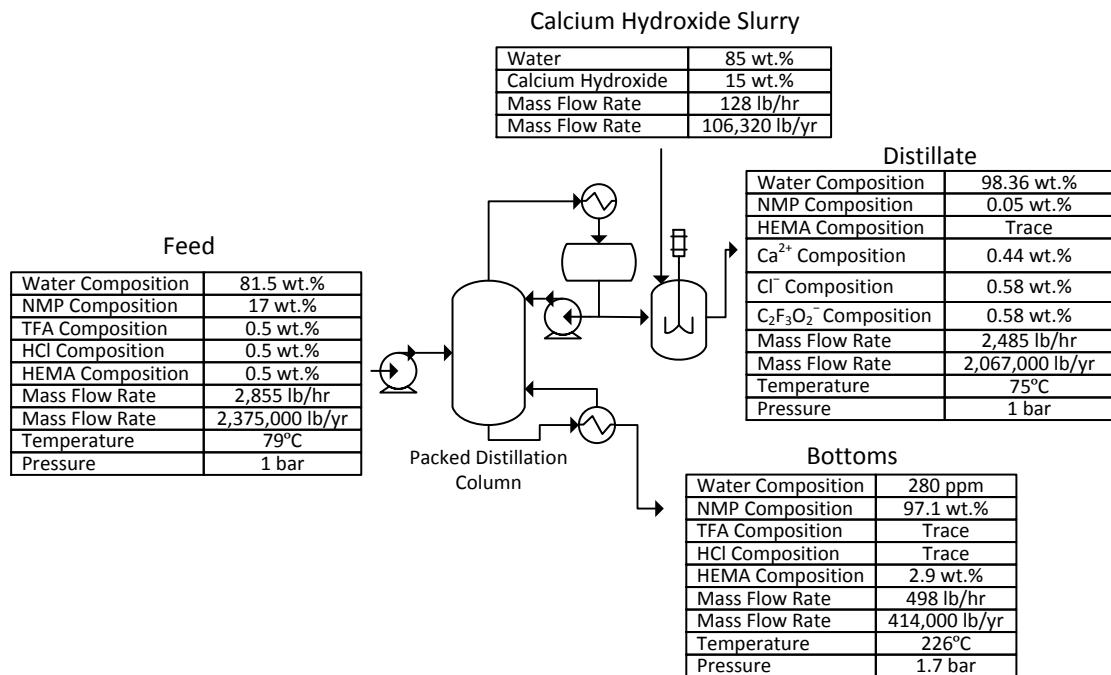 Calcium Hydroxide Slurry
Water 85 wt.%
Calcium Hydroxide 15 wt.%
Mass Flow Rate 128 lb/hr
Mass Flow Rate 106,320 lb/yr
Distillate
Water Composition 98.36 wt.%
NMP Composition 0.05 wt.%
HEMA Composition Trace
Ca²⁺ Composition 0.44 wt.%
Cl⁻ Composition 0.58 wt.%
C₂F₃O₂⁻ Composition 0.58 wt.%
Mass Flow Rate 2,485 lb/hr
Mass Flow Rate 2,067,000 lb/yr
Temperature 75ºC
Pressure 1 bar
Feed
Water Composition 81.5 wt.%
NMP Composition 17 wt.%
TFA Composition 0.5 wt.%
HCl Composition 0.5 wt.%
HEMA Composition 0.5 wt.%
Mass Flow Rate 2,855 lb/hr
Mass Flow Rate 2,375,000 lb/yr
Temperature 79ºC
Pressure 1 bar
Packed Distillation
Column
Bottoms
Water Composition 280 ppm
NMP Composition 97.1 wt.%
TFA Composition Trace
HCl Composition Trace
HEMA Composition 2.9 wt.%
Mass Flow Rate 498 lb/hr
Mass Flow Rate 414,000 lb/yr
Temperature 226ºC
Pressure 1.7 bar